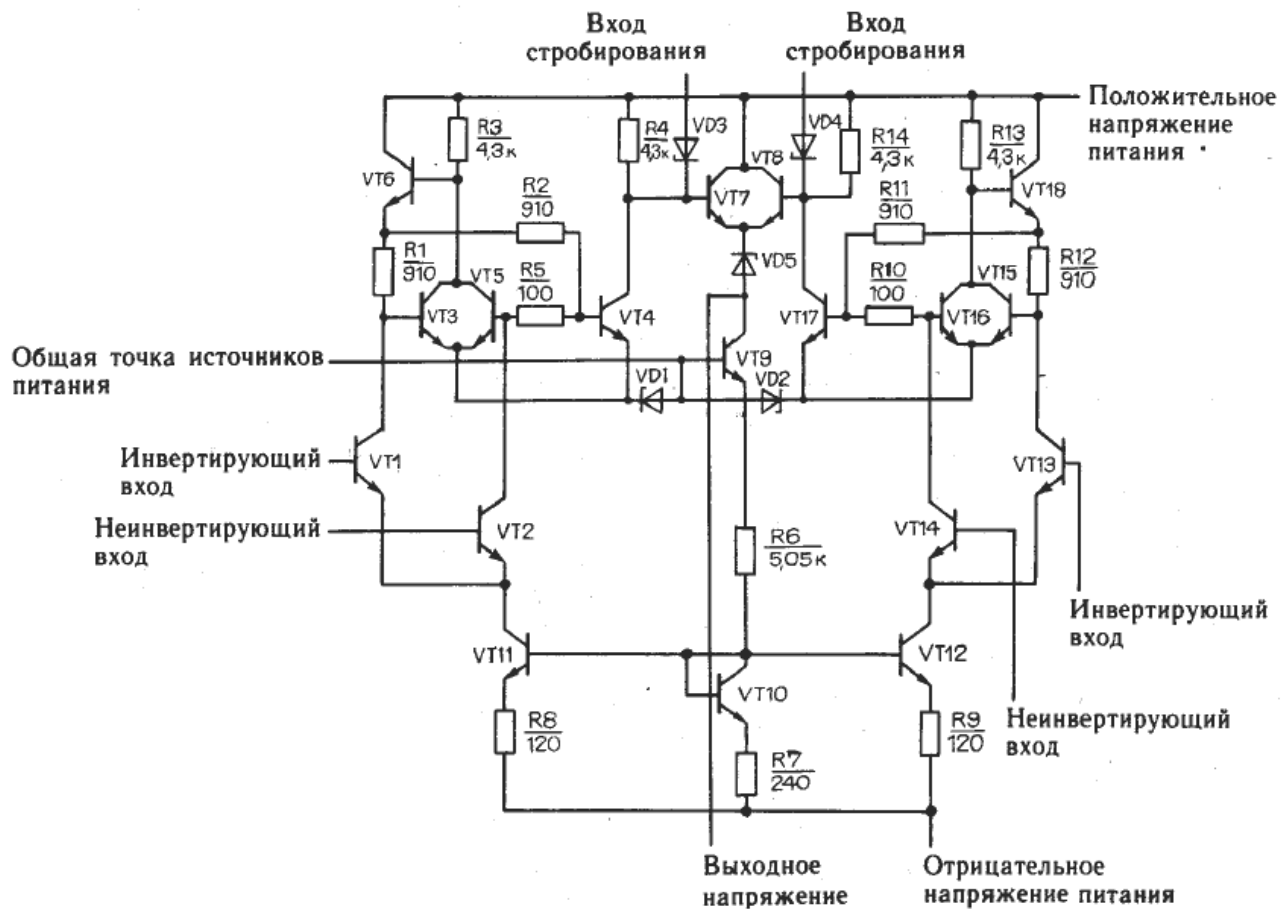 Вход
стробирования
Вход
стробирования
Положительное
напряжение
питания
R3
4,3к
R4
4,3к
VD3
VD4
R14
4,3к
R13
4,3к
VT6
VT8
VT7
VT18
R2
910
R11
910
R1
910
VT5
R5
100
VD5
R10
100
VT15
R12
910
VT3
VT4
VT17
VT16
Общая точка источников
питания
VT9
VD1
VD2
Инвертирующий
вход
VT1
VT13
Неинвертирующий
вход
VT2
VT14
R6
5,05к
Инвертирующий
вход
VT11
VT12
VT10
Неинвертирующий
вход
R8
120
R7
240
R9
120
Выходное
напряжение
Отрицательное
напряжение питания